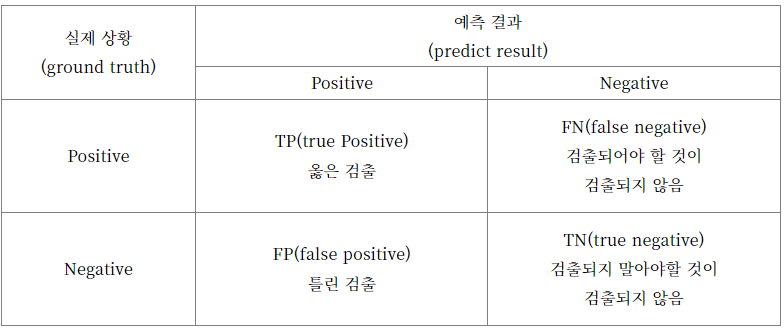 실제 상황
(ground truth)
예측 결과
(predict result)
Positive
Negative
Positive
TP(true Positive)
옳은 검출
FN(false negative)
검출되어야 할 것이
검출되지 않음
Negative
FP(false positive)
틀린 검출
TN(true negative)
검출되지 말아야할 것이
검출되지 않음